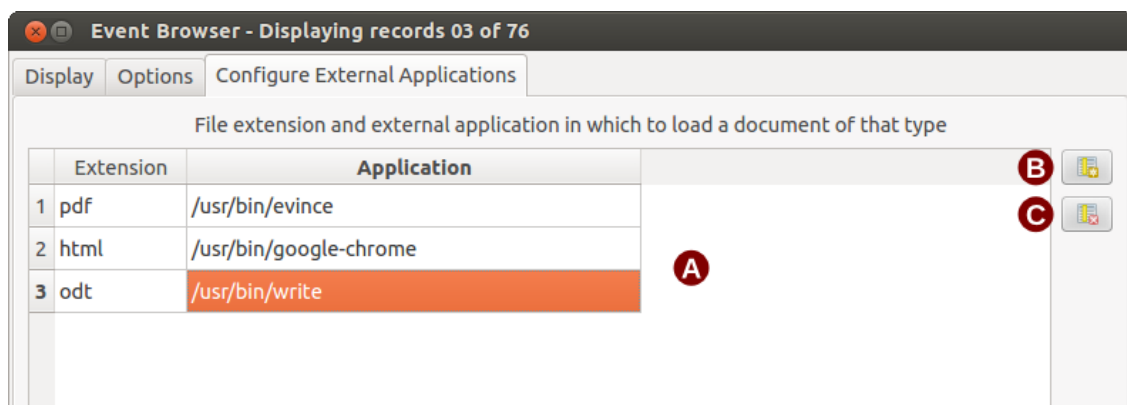 Event Browser - Displaying records 03 of 76
Display Options Configure External Applications
File extension and external application in which to load a document of that type
Extension Application B
1 pdf /usr/bin/evince C
2 html /usr/bin/google-chrome A
3 odt /usr/bin/write